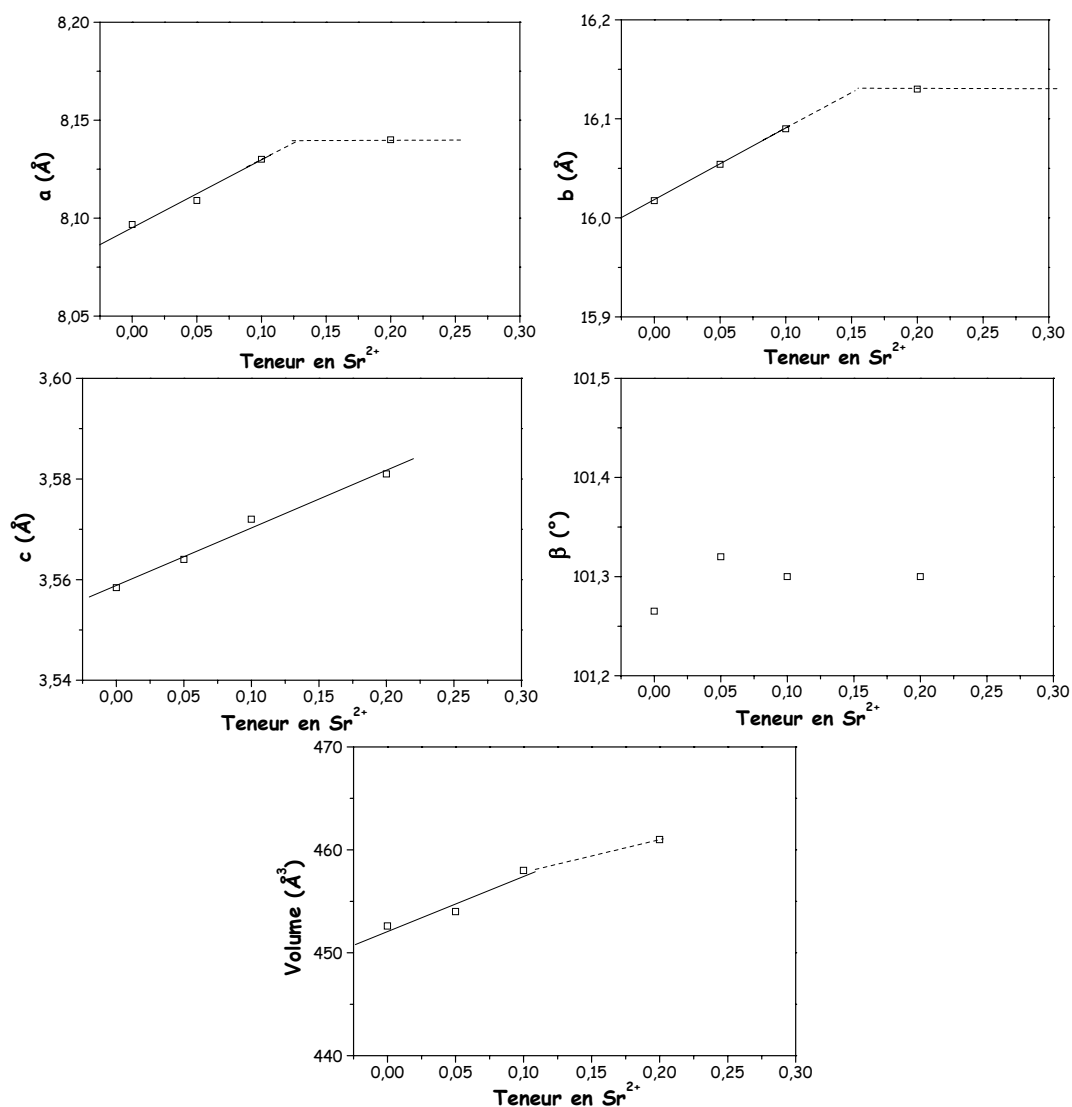 8,20
8,15
8,10
8,05
a (Å)
0,00 0,05 0,10 0,15 0,20 0,25 0,30
Teneur en Sr²⁺
16,2
16,1
16,0
15,9
b (Å)
0,00 0,05 0,10 0,15 0,20 0,25 0,30
Teneur en Sr²⁺
3,60
3,58
3,56
3,54
c (Å)
0,00 0,05 0,10 0,15 0,20 0,25 0,30
Teneur en Sr²⁺
101,5
101,4
101,3
101,2
β (°)
0,00 0,05 0,10 0,15 0,20 0,25 0,30
Teneur en Sr²⁺
470
460
450
440
Volume (Å³)
0,00 0,05 0,10 0,15 0,20 0,25 0,30
Teneur en Sr²⁺